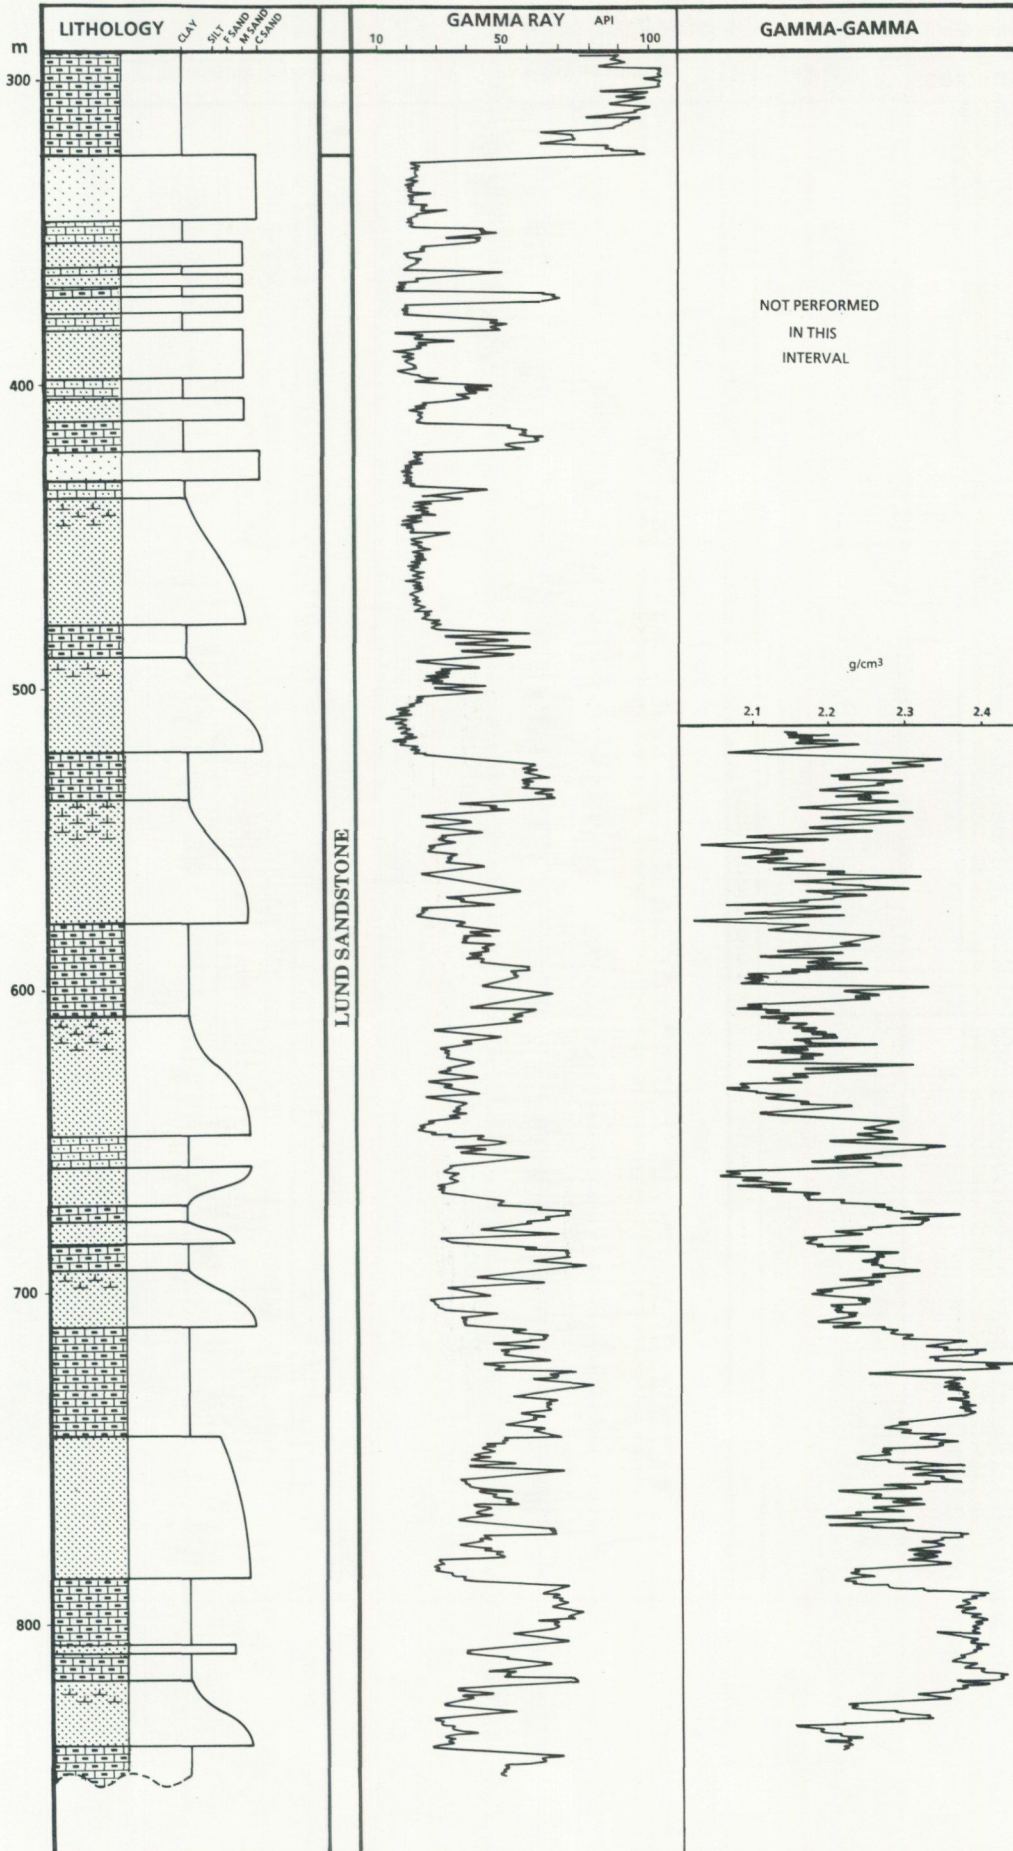 LITHOLOGY
CLAY
SILT
F SAND
M SAND
C SAND
GAMMA RAY API
GAMMA-GAMMA
m
10 50 100
300
NOT PERFORMED
IN THIS
INTERVAL
400
g/cm³
500
2.1 2.2 2.3 2.4
LUND SANDSTONE
600
700
800